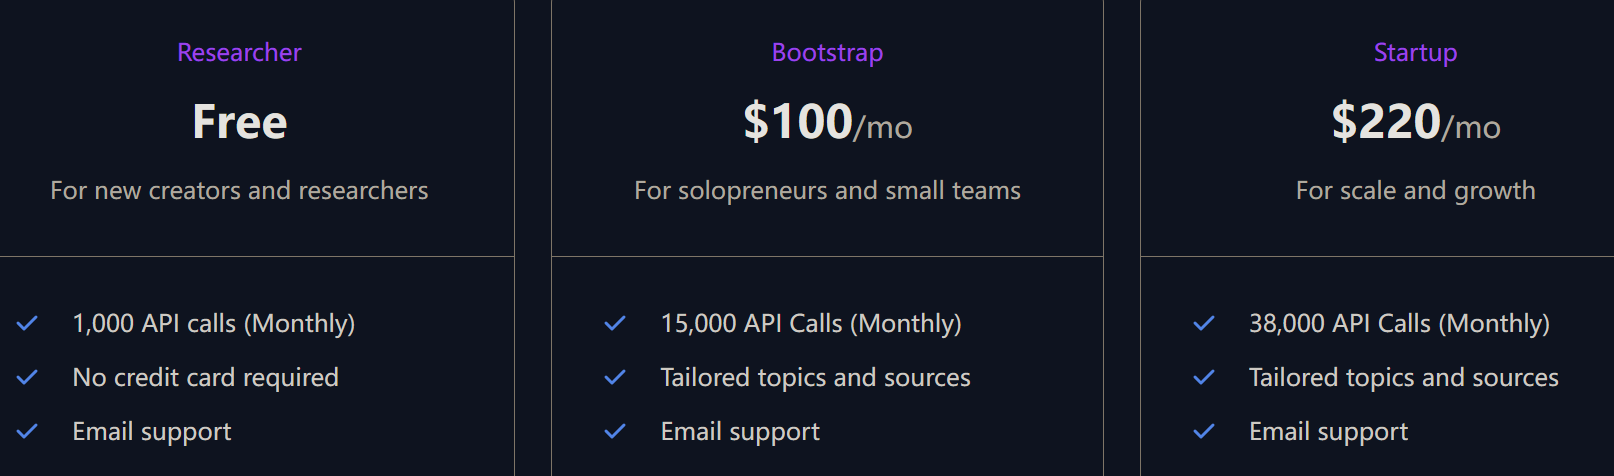 Researcher
Free
For new creators and researchers
1,000 API calls (Monthly)
No credit card required
Email support
Bootstrap
$100/mo
For solopreneurs and small teams
15,000 API Calls (Monthly)
Tailored topics and sources
Email support
Startup
$220/mo
For scale and growth
38,000 API Calls (Monthly)
Tailored topics and sources
Email support